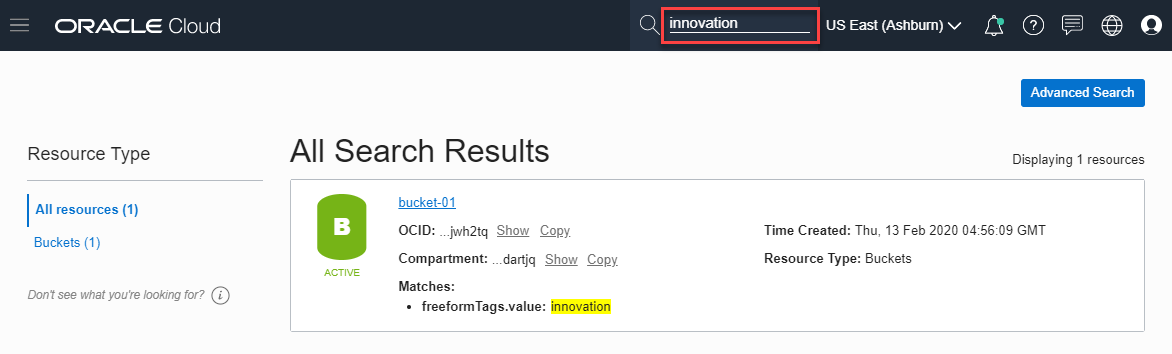 ORACLE Cloud
innovation
US East (Ashburn)
Advanced Search
Resource Type
All resources (1)
Buckets (1)
Don't see what you're looking for?
All Search Results
Displaying 1 resources
B
ACTIVE
bucket-01
OCID: ...jwh2tq Show Copy
Time Created: Thu, 13 Feb 2020 04:56:09 GMT
Compartment: ...dartjq Show Copy
Resource Type: Buckets
Matches:
• freeformTags.value: innovation